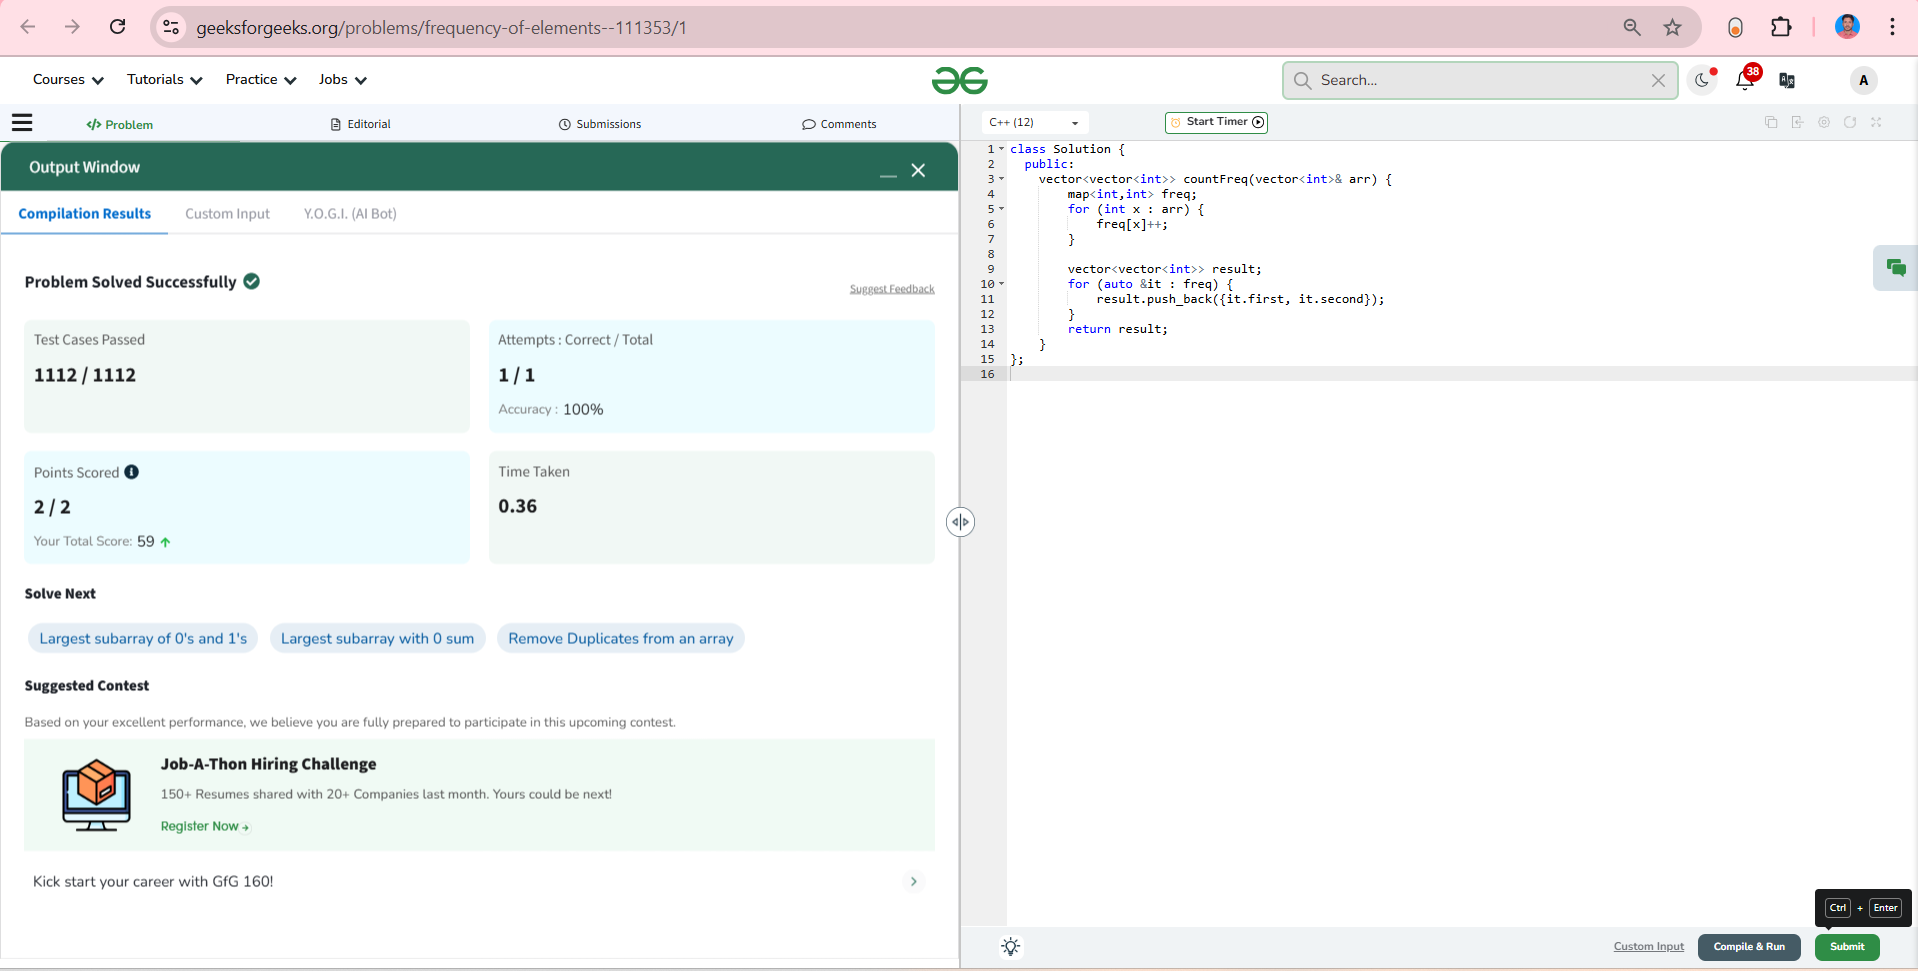 geeksforgeeks.org/problems/frequency-of-elements--111353/1
Courses Tutorials Practice Jobs
Search...
38
A
Problem Editorial Submissions Comments
Output Window
Compilation Results Custom Input Y.O.G.I. (AI Bot)
Problem Solved Successfully
Suggest Feedback
Test Cases Passed
1112 / 1112
Attempts : Correct / Total
1 / 1
Accuracy : 100%
Points Scored
2 / 2
Your Total Score: 59
Time Taken
0.36
Solve Next
Largest subarray of 0's and 1's Largest subarray with 0 sum Remove Duplicates from an array
Suggested Contest
Based on your excellent performance, we believe you are fully prepared to participate in this upcoming contest.
Job-A-Thon Hiring Challenge
150+ Resumes shared with 20+ Companies last month. Yours could be next!
Register Now→
Kick start your career with GfG 160!
C++ (12) Start Timer
1 class Solution {
2 public:
3 vector<vector<int>> countFreq(vector<int>& arr) {
4 map<int,int> freq;
5 for (int x : arr) {
6 freq[x]++;
7 }
8
9 vector<vector<int>> result;
10 for (auto &it : freq) {
11 result.push_back({it.first, it.second});
12 }
13 return result;
14 }
15 };
16
Ctrl + Enter
Custom Input Compile & Run Submit